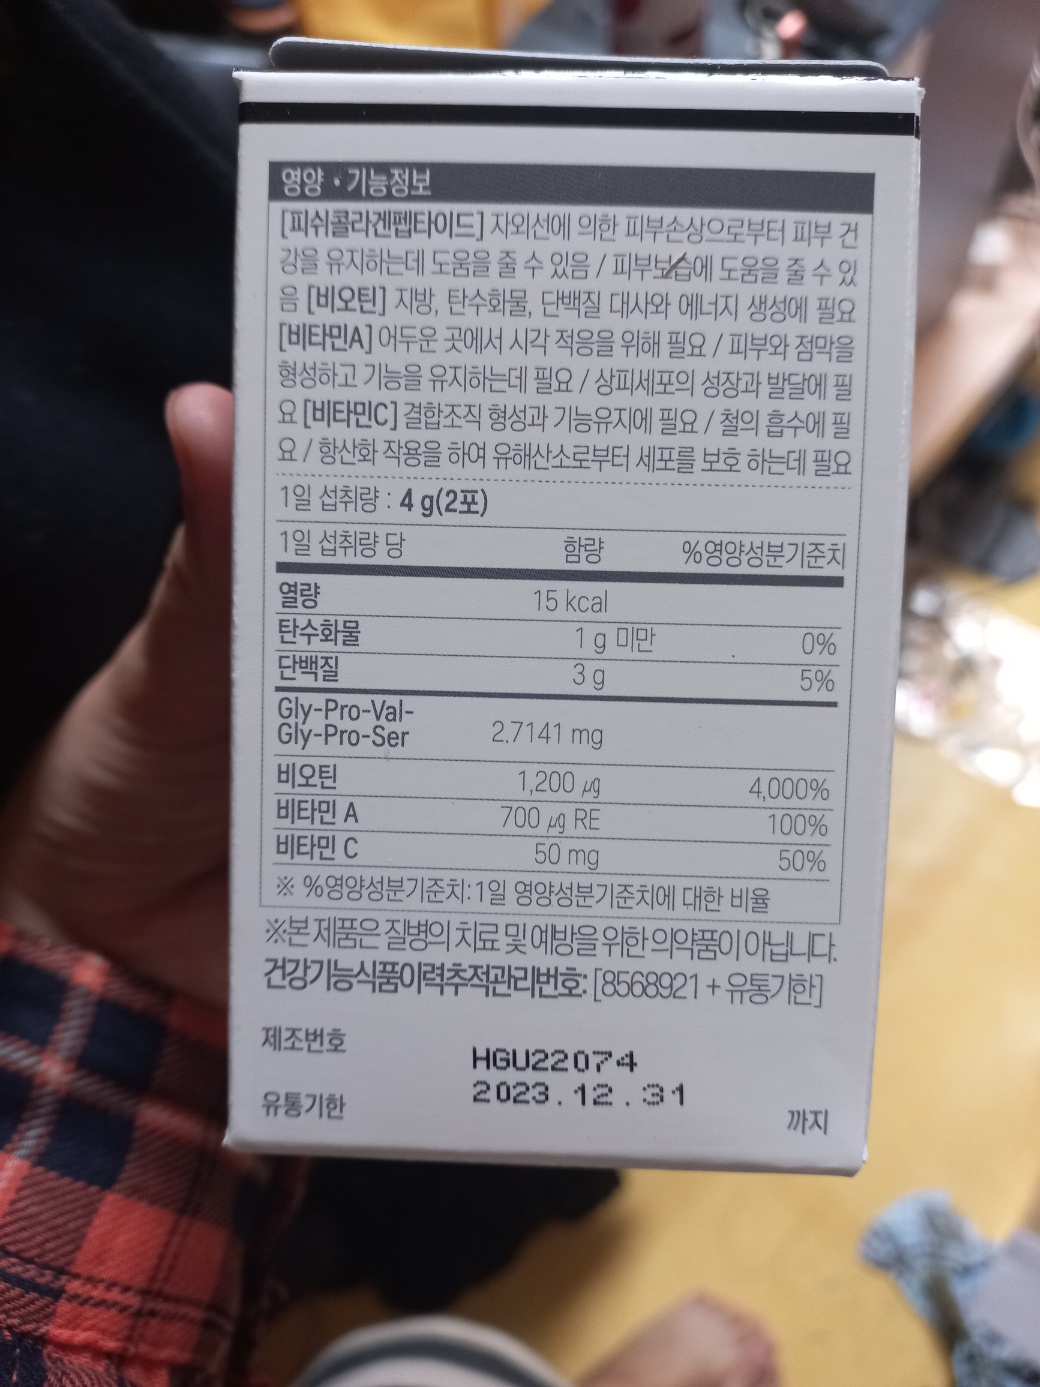 영양·기능정보
[피쉬콜라겐펩타이드] 자외선에 의한 피부손상으로부터 피부 건
강을 유지하는데 도움을 줄 수 있음 / 피부보습에 도움을 줄 수 있
음 [비오틴] 지방, 탄수화물, 단백질 대사와 에너지 생성에 필요
[비타민A] 어두운 곳에서 시각 적응을 위해 필요 / 피부와 점막을
형성하고 기능을 유지하는데 필요 / 상피세포의 성장과 발달에 필
요 [비타민C] 결합조직 형성과 기능유지에 필요 / 철의 흡수에 필
요 / 항산화 작용을 하여 유해산소로부터 세포를 보호 하는데 필요
1일 섭취량 : 4 g(2포)
1일 섭취량 당 함량 %영양성분기준치
열량 15 kcal
탄수화물 1 g 미만 0%
단백질 3 g 5%
Gly-Pro-Val-
Gly-Pro-Ser 2.7141 mg
비오틴 1,200 ㎍ 4,000%
비타민 A 700 ㎍ RE 100%
비타민 C 50 mg 50%
※ %영양성분기준치:1일 영양성분기준치에 대한 비율
※본 제품은 질병의 치료 및 예방을 위한 의약품이 아닙니다.
건강기능식품이력추적관리번호: [8568921 + 유통기한]
제조번호 HGU22074
유통기한 2023.12.31 까지